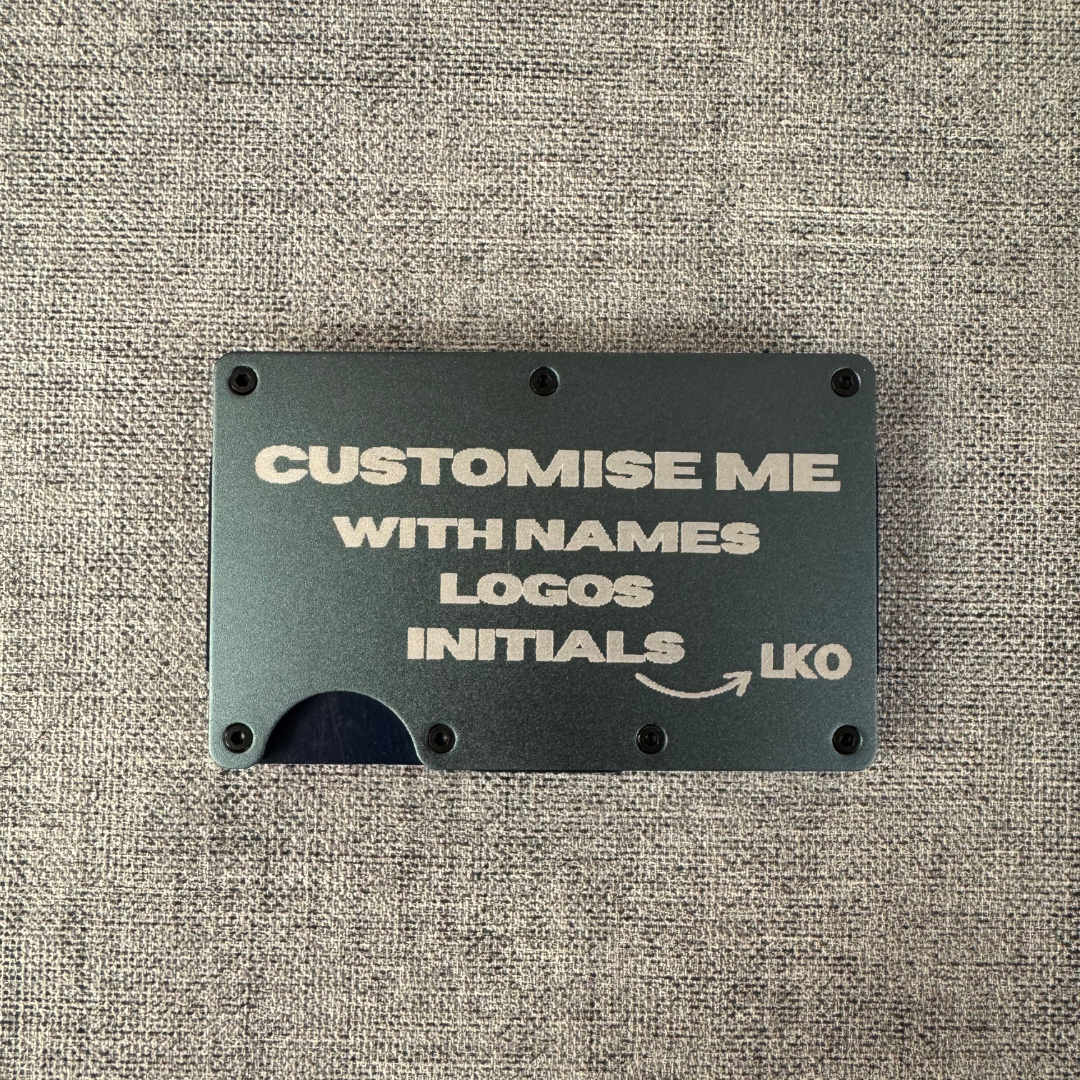 CUSTOMISE ME
WITH NAMES
LOGOS
INITIALS
LKO